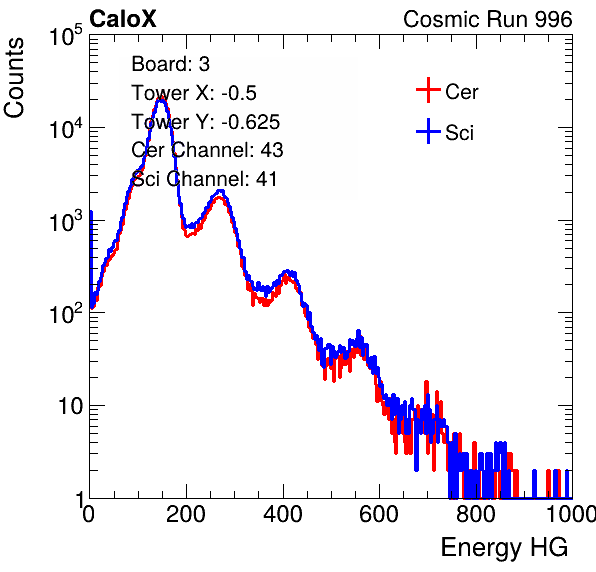 CaloX Cosmic Run 996
Counts
10^5
10^4
10^3
10^2
10
1
Board: 3
Tower X: -0.5
Tower Y: -0.625
Cer Channel: 43
Sci Channel: 41
Cer
Sci
0 200 400 600 800 1000
Energy HG